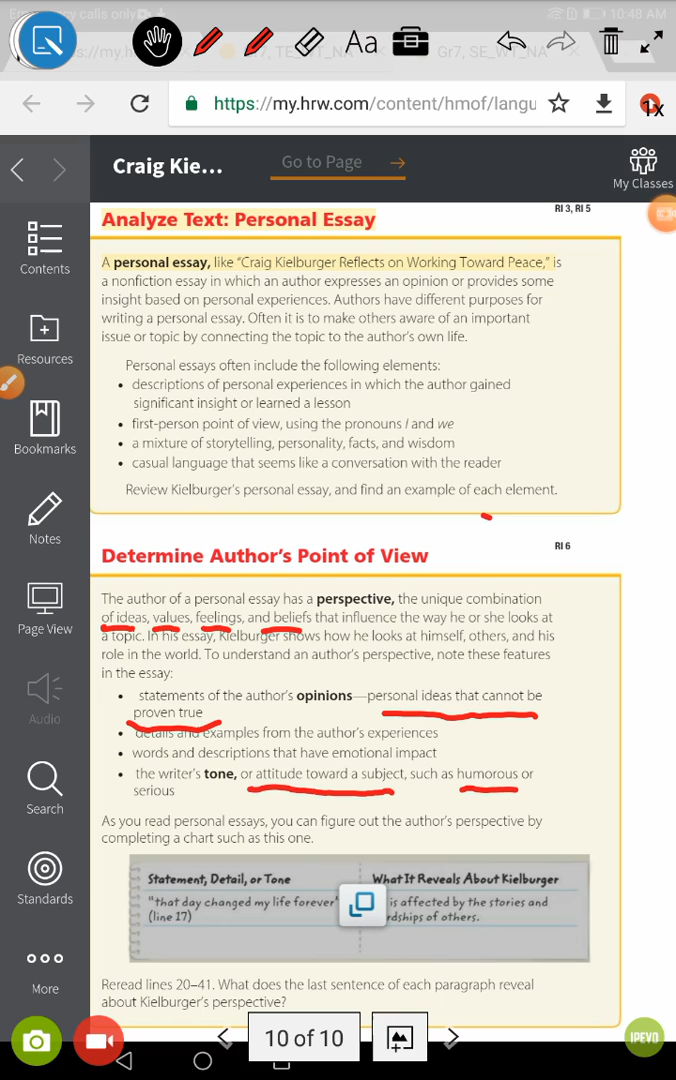 Emergency calls only
10:48 AM
Aa
https://my.h
Gr7, TE_WT_NA
Gr7, SE_WT_NA
https://my.hrw.com/content/hmof/langu
1x
Craig Kie...
Go to Page
My Classes
Contents
Resources
Bookmarks
Notes
Page View
Audio
Search
Standards
More
Analyze Text: Personal Essay
RI 3, RI 5
A personal essay, like “Craig Kielburger Reflects on Working Toward Peace,” is
a nonfiction essay in which an author expresses an opinion or provides some
insight based on personal experiences. Authors have different purposes for
writing a personal essay. Often it is to make others aware of an important
issue or topic by connecting the topic to the author’s own life.
Personal essays often include the following elements:
• descriptions of personal experiences in which the author gained
significant insight or learned a lesson
• first-person point of view, using the pronouns I and we
• a mixture of storytelling, personality, facts, and wisdom
• casual language that seems like a conversation with the reader
Review Kielburger’s personal essay, and find an example of each element.
Determine Author’s Point of View
RI 6
The author of a personal essay has a perspective, the unique combination
of ideas, values, feelings, and beliefs that influence the way he or she looks at
a topic. In his essay, Kielburger shows how he looks at himself, others, and his
role in the world. To understand an author’s perspective, note these features
in the essay:
• statements of the author’s opinions—personal ideas that cannot be
proven true
• details and examples from the author’s experiences
• words and descriptions that have emotional impact
• the writer’s tone, or attitude toward a subject, such as humorous or
serious
As you read personal essays, you can figure out the author’s perspective by
completing a chart such as this one.
Statement, Detail, or Tone
What It Reveals About Kielburger
"that day changed my life forever"
(line 17)
is affected by the stories and
rdships of others.
Reread lines 20–41. What does the last sentence of each paragraph reveal
about Kielburger’s perspective?
10 of 10
IPEVO